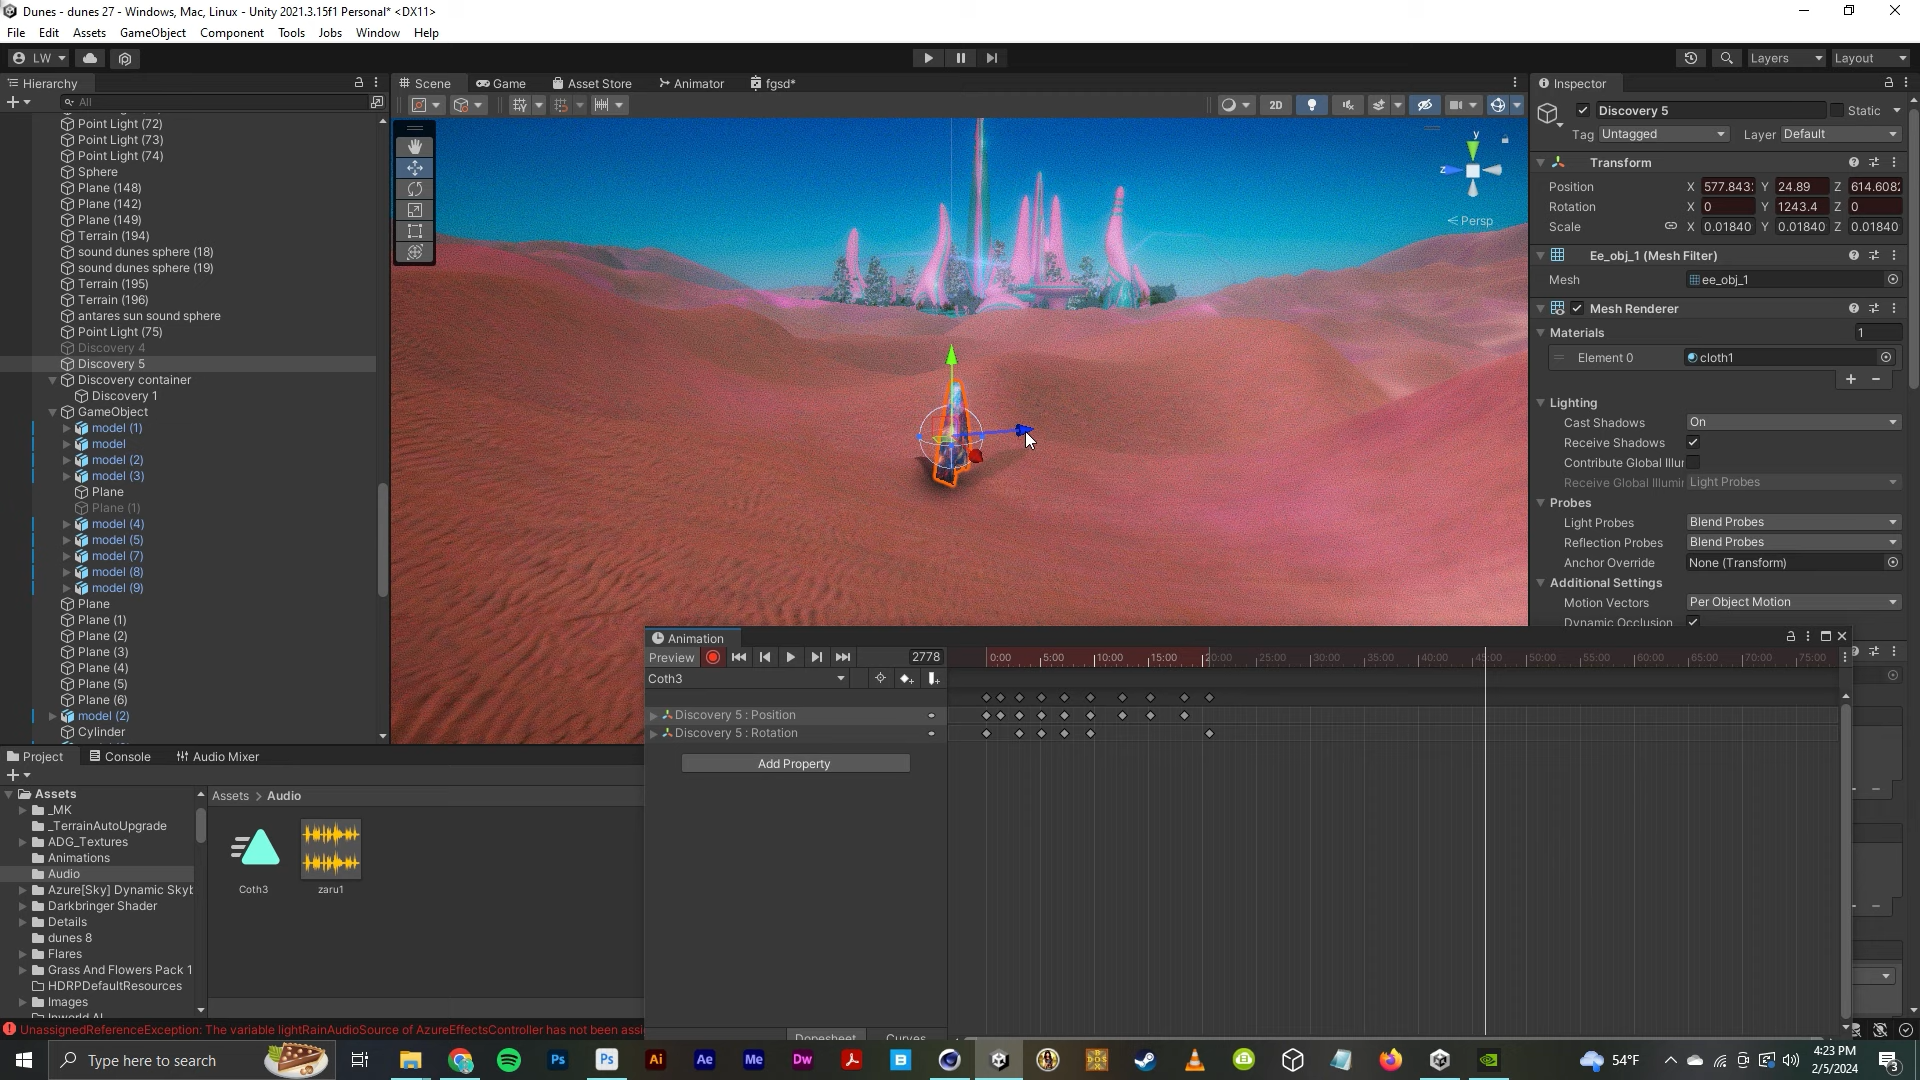 Dunes - dunes 27 - Windows, Mac, Linux - Unity 2021.3.15f1 Personal* <DX11>
File Edit Assets GameObject Component Tools Jobs Window Help
LW Layers Layout
Hierarchy
All
Point Light (72)
Point Light (73)
Point Light (74)
Sphere
Plane (148)
Plane (142)
Plane (149)
Terrain (194)
sound dunes sphere (18)
sound dunes sphere (19)
Terrain (195)
Terrain (196)
antares sun sound sphere
Point Light (75)
Discovery 4
Discovery 5
Discovery container
Discovery 1
GameObject
model (1)
model
model (2)
model (3)
Plane
Plane (1)
model (4)
model (5)
model (7)
model (8)
model (9)
Plane
Plane (1)
Plane (2)
Plane (3)
Plane (4)
Plane (5)
Plane (6)
model (2)
Cylinder
Scene Game Asset Store Animator fgsd*
2D
y
z
Persp
Inspector
Discovery 5 Static
Tag Untagged Layer Default
Transform
Position X 577.843 Y 24.89 Z 614.608
Rotation X 0 Y 1243.4 Z 0
Scale X 0.01840 Y 0.01840 Z 0.01840
Ee_obj_1 (Mesh Filter)
Mesh ee_obj_1
Mesh Renderer
Materials 1
Element 0 cloth1
Lighting
Cast Shadows On
Receive Shadows
Contribute Global Illur
Receive Global Illumir Light Probes
Probes
Light Probes Blend Probes
Reflection Probes Blend Probes
Anchor Override None (Transform)
Additional Settings
Motion Vectors Per Object Motion
Dynamic Occlusion
Animation
Preview 2778
0:00 5:00 10:00 15:00 20:00 25:00 30:00 35:00 40:00 45:00 50:00 55:00 60:00 65:00 70:00 75:00
Coth3
Discovery 5 : Position
Discovery 5 : Rotation
Add Property
Dopesheet Curves
Project Console Audio Mixer
Assets
_MK
_TerrainAutoUpgrade
ADG_Textures
Animations
Audio
Azure[Sky] Dynamic Skyb
Darkbringer Shader
Details
dunes 8
Flares
Grass And Flowers Pack 1
HDRPDefaultResources
Images
Inworld AI
Assets > Audio
Coth3 zaru1
UnassignedReferenceException: The variable lightRainAudioSource of AzureEffectsController has not been assi
Type here to search
Ps Ps Ai Ae Me Dw
54°F
4:23 PM
2/5/2024
3